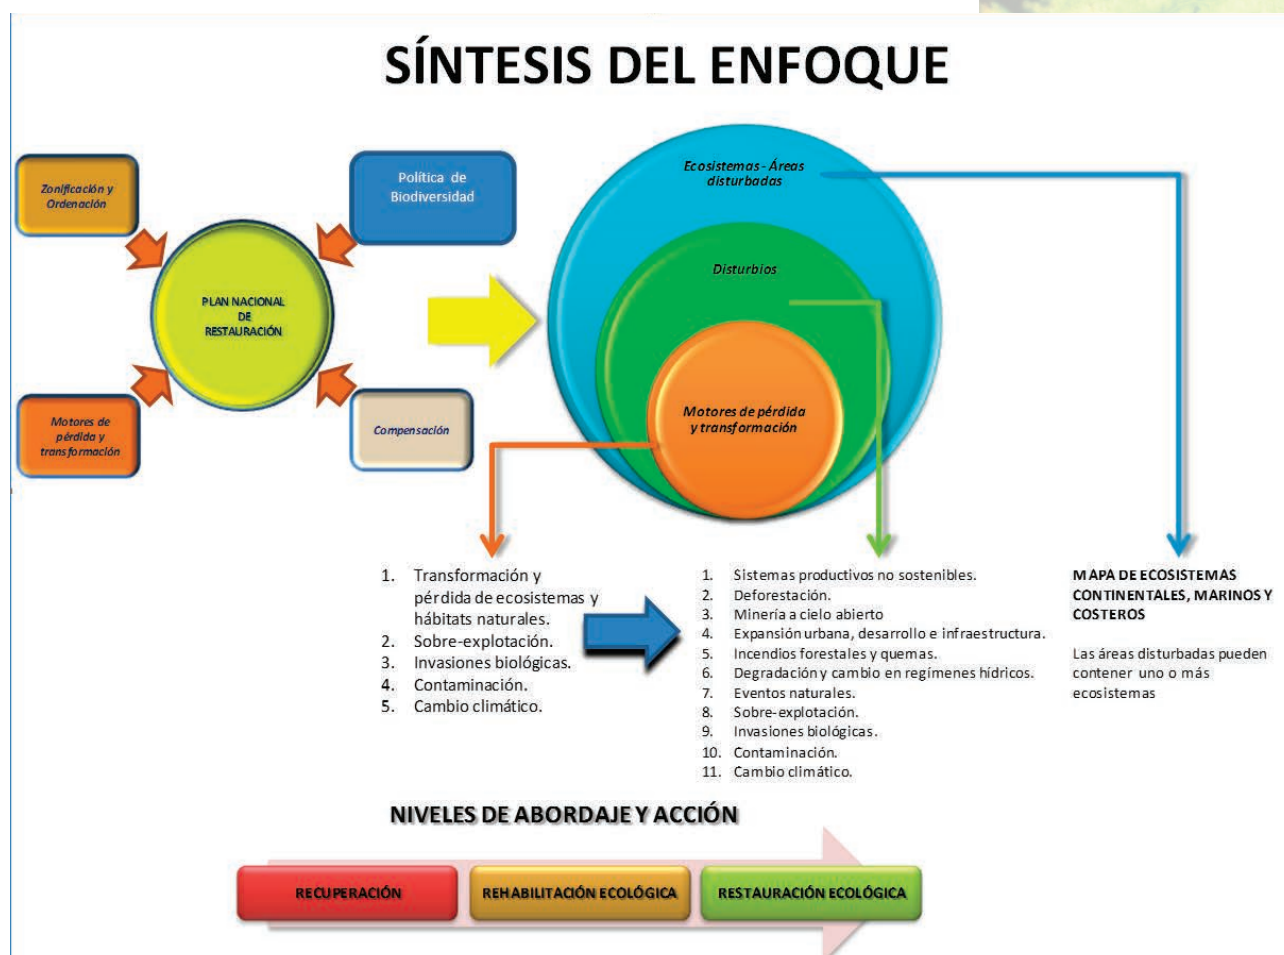 SÍNTESIS DEL ENFOQUE
Zonificación y
Ordenación
Política de
Biodiversidad
PLAN NACIONAL
DE
RESTAURACIÓN
Motores de
pérdida y
transformación
Compensación
Ecosistemas - Áreas
disturbadas
Disturbios
Motores de pérdida
y transformación
1. Transformación y
pérdida de ecosistemas y
hábitats naturales.
2. Sobre-explotación.
3. Invasiones biológicas.
4. Contaminación.
5. Cambio climático.
1. Sistemas productivos no sostenibles.
2. Deforestación.
3. Minería a cielo abierto
4. Expansión urbana, desarrollo e infraestructura.
5. Incendios forestales y quemas.
6. Degradación y cambio en regímenes hídricos.
7. Eventos naturales.
8. Sobre-explotación.
9. Invasiones biológicas.
10. Contaminación.
11. Cambio climático.
MAPA DE ECOSISTEMAS
CONTINENTALES, MARINOS Y
COSTEROS
Las áreas disturbadas pueden
contener uno o más
ecosistemas
NIVELES DE ABORDAJE Y ACCIÓN
RECUPERACIÓN
REHABILITACIÓN ECOLÓGICA
RESTAURACIÓN ECOLÓGICA